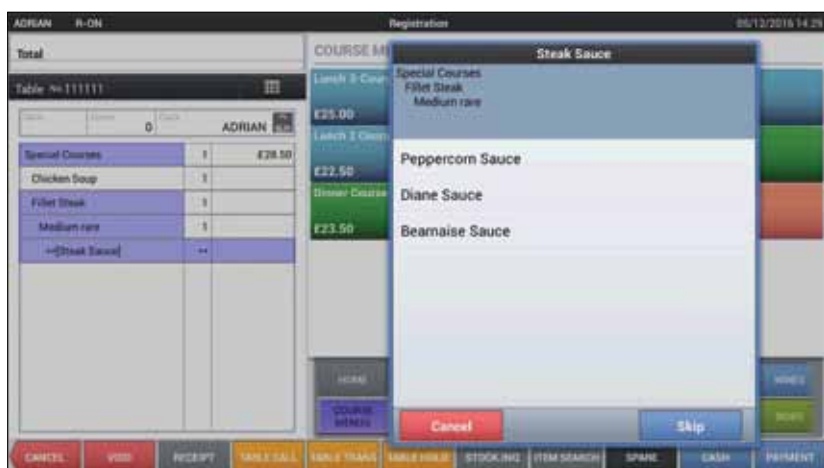 ADRIAN R-ON Registration 05/12/2016 14:29
Total
COURSE ME
Table No 111111
0 ADRIAN
Special Courses 1 £28.50
Chicken Soup 1
Fillet Steak 1
Medium rare 1
[Steak Sauce]
Lunch 3 Cour
£25.00
Lunch 2 Cours
£22.50
Dinner Course
£23.50
Steak Sauce
Special Courses
Fillet Steak
Medium rare
Peppercorn Sauce
Diane Sauce
Bearnaise Sauce
Cancel Skip
HOME
COURSE MENUS
WINES
CANCEL VOID RECEIPT TABLE CALL TABLE TRANS TABLE HOLD STOCK INQ ITEM SEARCH SPARE CASH PAYMENT